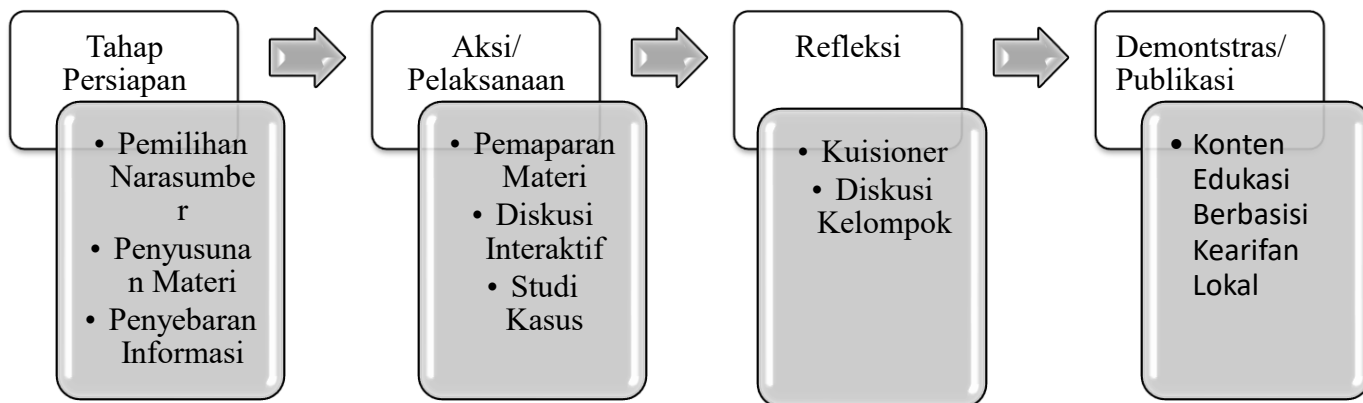 Tahap
Persiapan
• Pemilihan
Narasumbe
r
• Penyusuna
n Materi
• Penyebaran
Informasi
Aksi/
Pelaksanaan
• Pemaparan
Materi
• Diskusi
Interaktif
• Studi
Kasus
Refleksi
• Kuisioner
• Diskusi
Kelompok
Demontstras/
Publikasi
• Konten
Edukasi
Berbasisi
Kearifan
Lokal